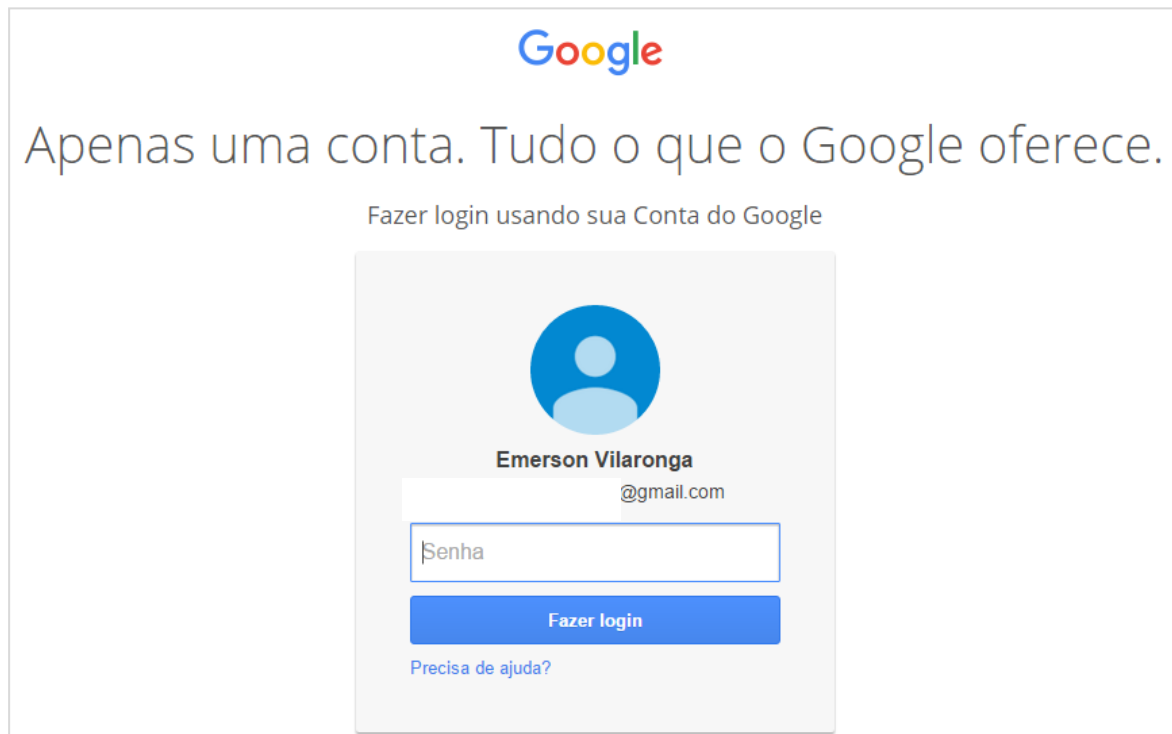 Google
Apenas uma conta. Tudo o que o Google oferece.
Fazer login usando sua Conta do Google
Emerson Vilaronga
@gmail.com
Senha
Fazer login
Precisa de ajuda?